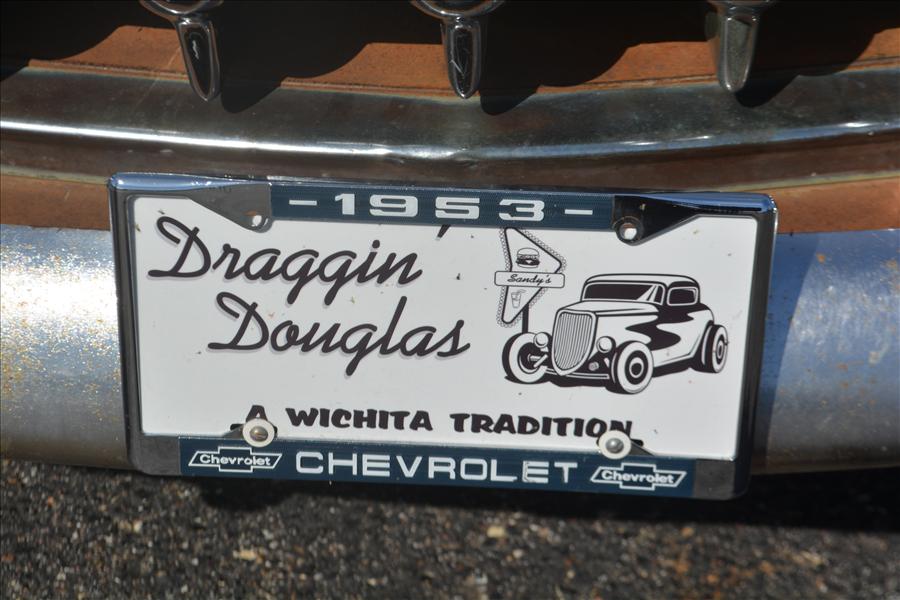 - 1953 -
Draggin'
Douglas
Sandy's
A WICHITA TRADITION
Chevrolet CHEVROLET Chevrolet